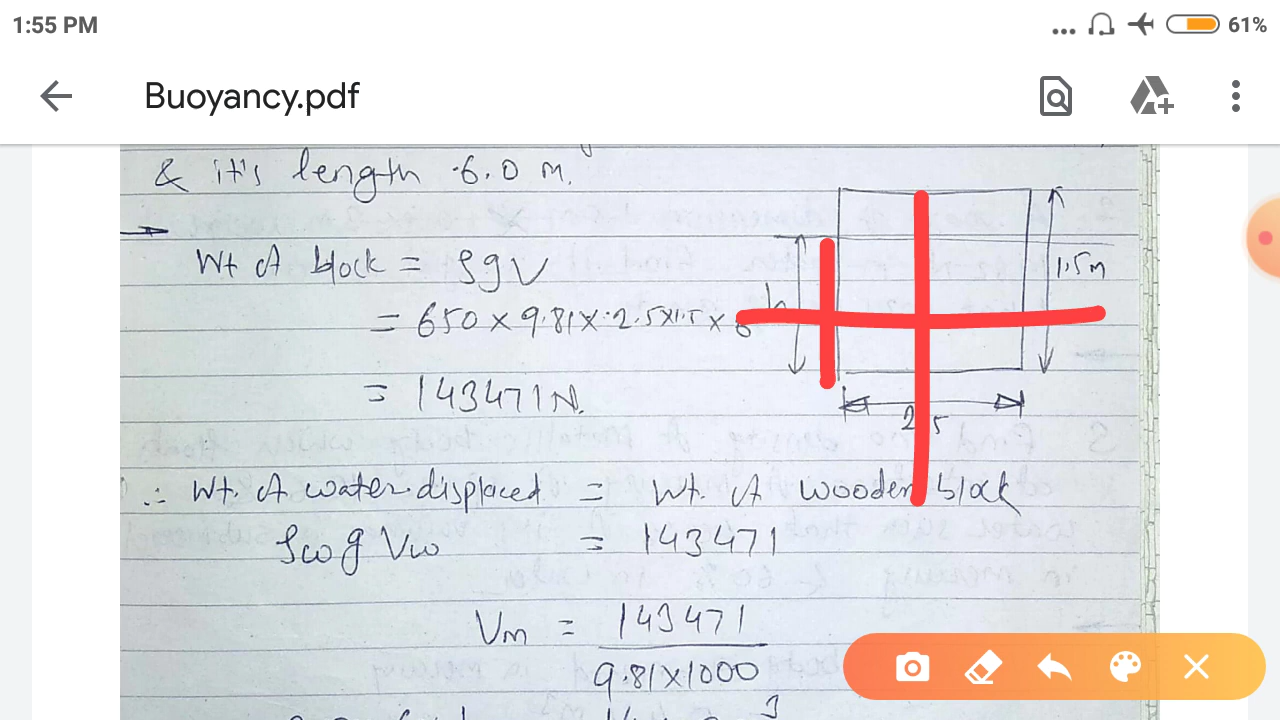 1:55 PM
61%
Buoyancy.pdf
& it's length 6.0 m.
Wt of block = ρgV
= 650 × 9.81 × 2.5×1.5 × 6
= 143471 N.
h
1.5m
2.5
∴ Wt. of water displaced = Wt. of wooden block
ρw g Vw = 143471
Vm = 143471
9.81×1000